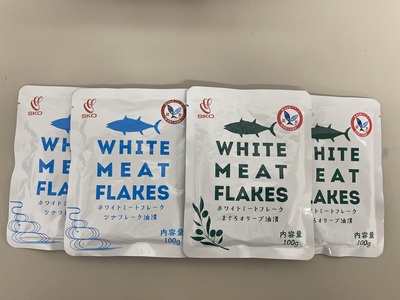 SKO
WHITE
MEAT
FLAKES
ホワイトミートフレーク
ツナフレーク油漬
SKO
WHITE
MEAT
FLAKES
ホワイトミートフレーク
ツナフレーク油漬
内容量
100g
SKO
WHITE
MEAT
FLAKES
ホワイトミートフレーク
まぐろオリーブ油漬
内容量
100g
WHITE
MEAT
FLAKES
ワイトミートフレーク
ろオリーブ油漬
内容量
100g